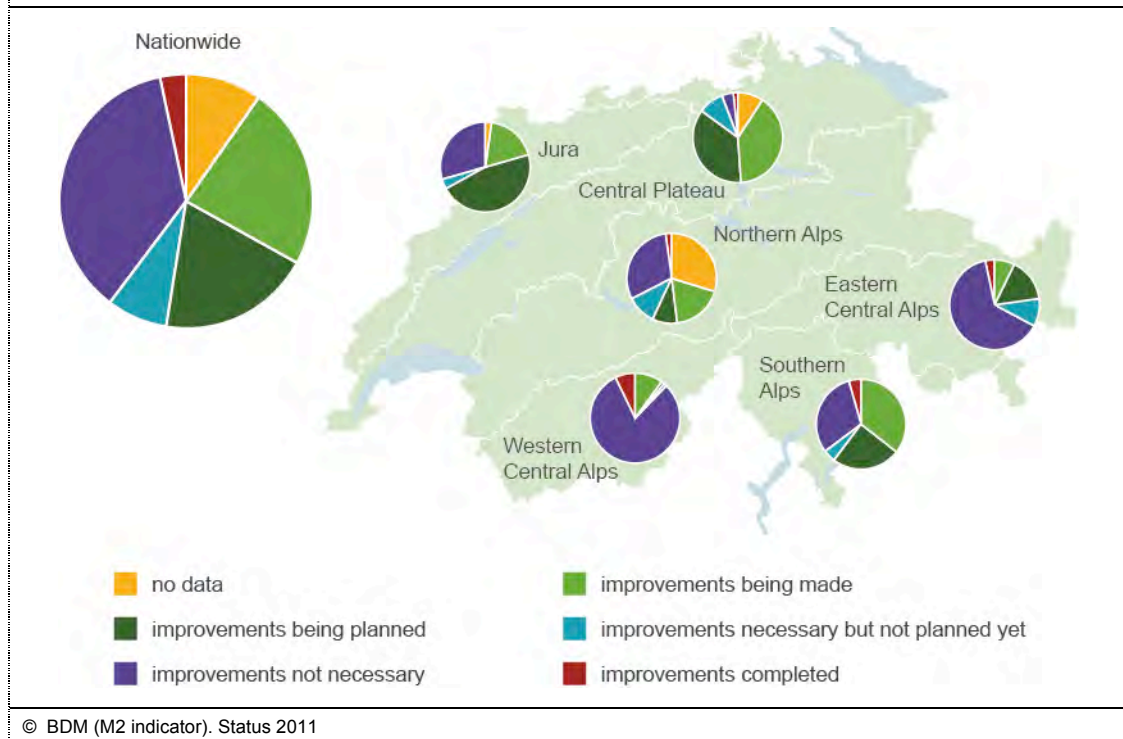 Nationwide
Jura
Central Plateau
Northern Alps
Eastern
Central Alps
Southern
Alps
Western
Central Alps
no data
improvements being made
improvements being planned
improvements necessary but not planned yet
improvements not necessary
improvements completed
© BDM (M2 indicator). Status 2011